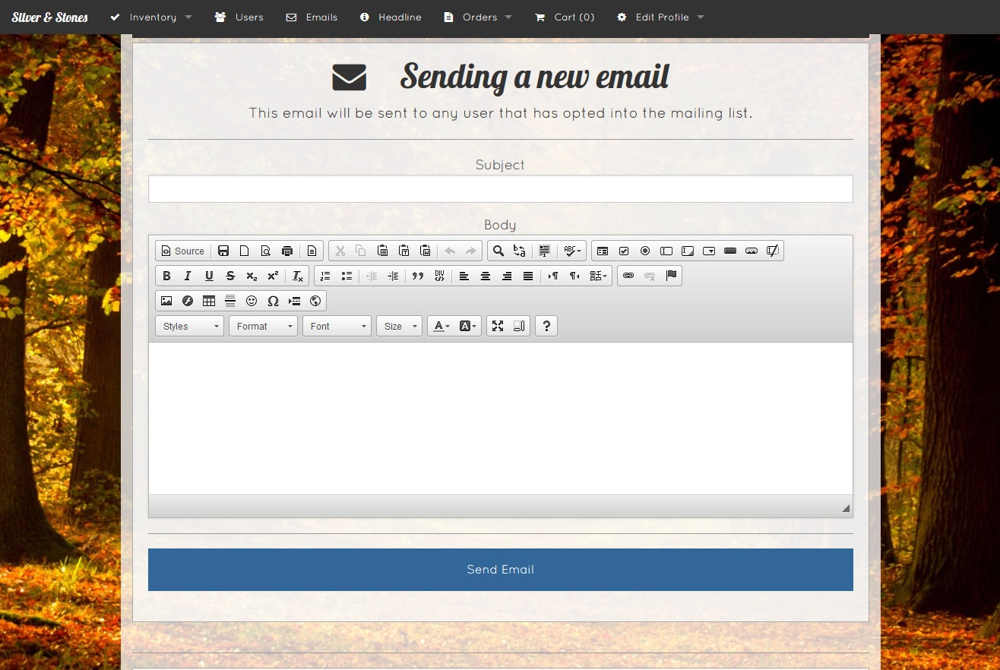 Silver & Stones Inventory Users Emails Headline Orders Cart (0) Edit Profile
Sending a new email
This email will be sent to any user that has opted into the mailing list.
Subject
Body
Source
Styles Format Font Size
Send Email